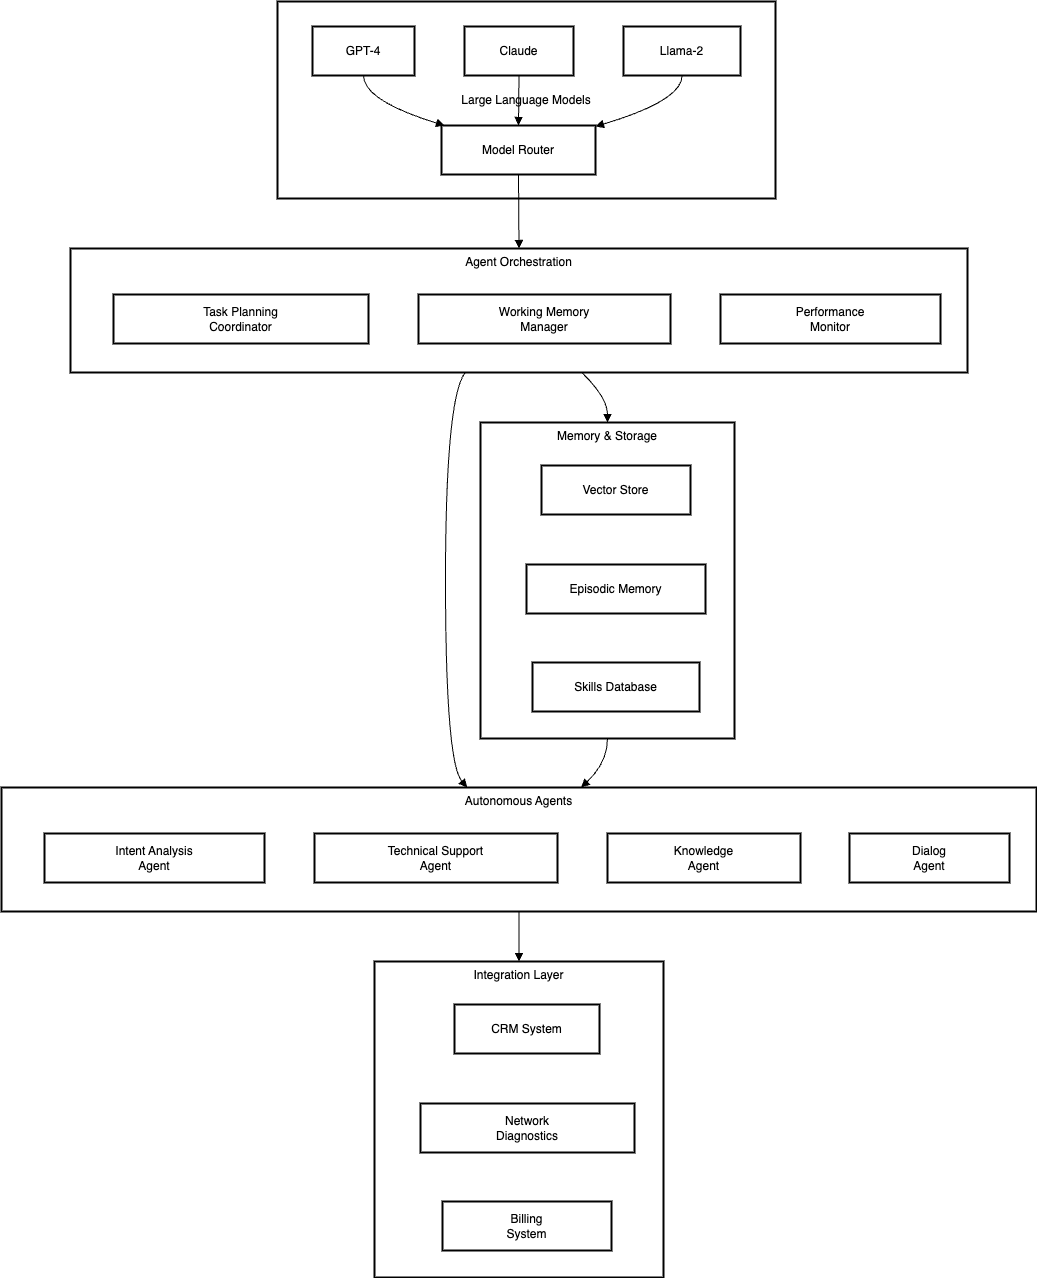 GPT-4
Claude
Llama-2
Large Language Models
Model Router
Agent Orchestration
Task Planning
Coordinator
Working Memory
Manager
Performance
Monitor
Memory & Storage
Vector Store
Episodic Memory
Skills Database
Autonomous Agents
Intent Analysis
Agent
Technical Support
Agent
Knowledge
Agent
Dialog
Agent
Integration Layer
CRM System
Network
Diagnostics
Billing
System